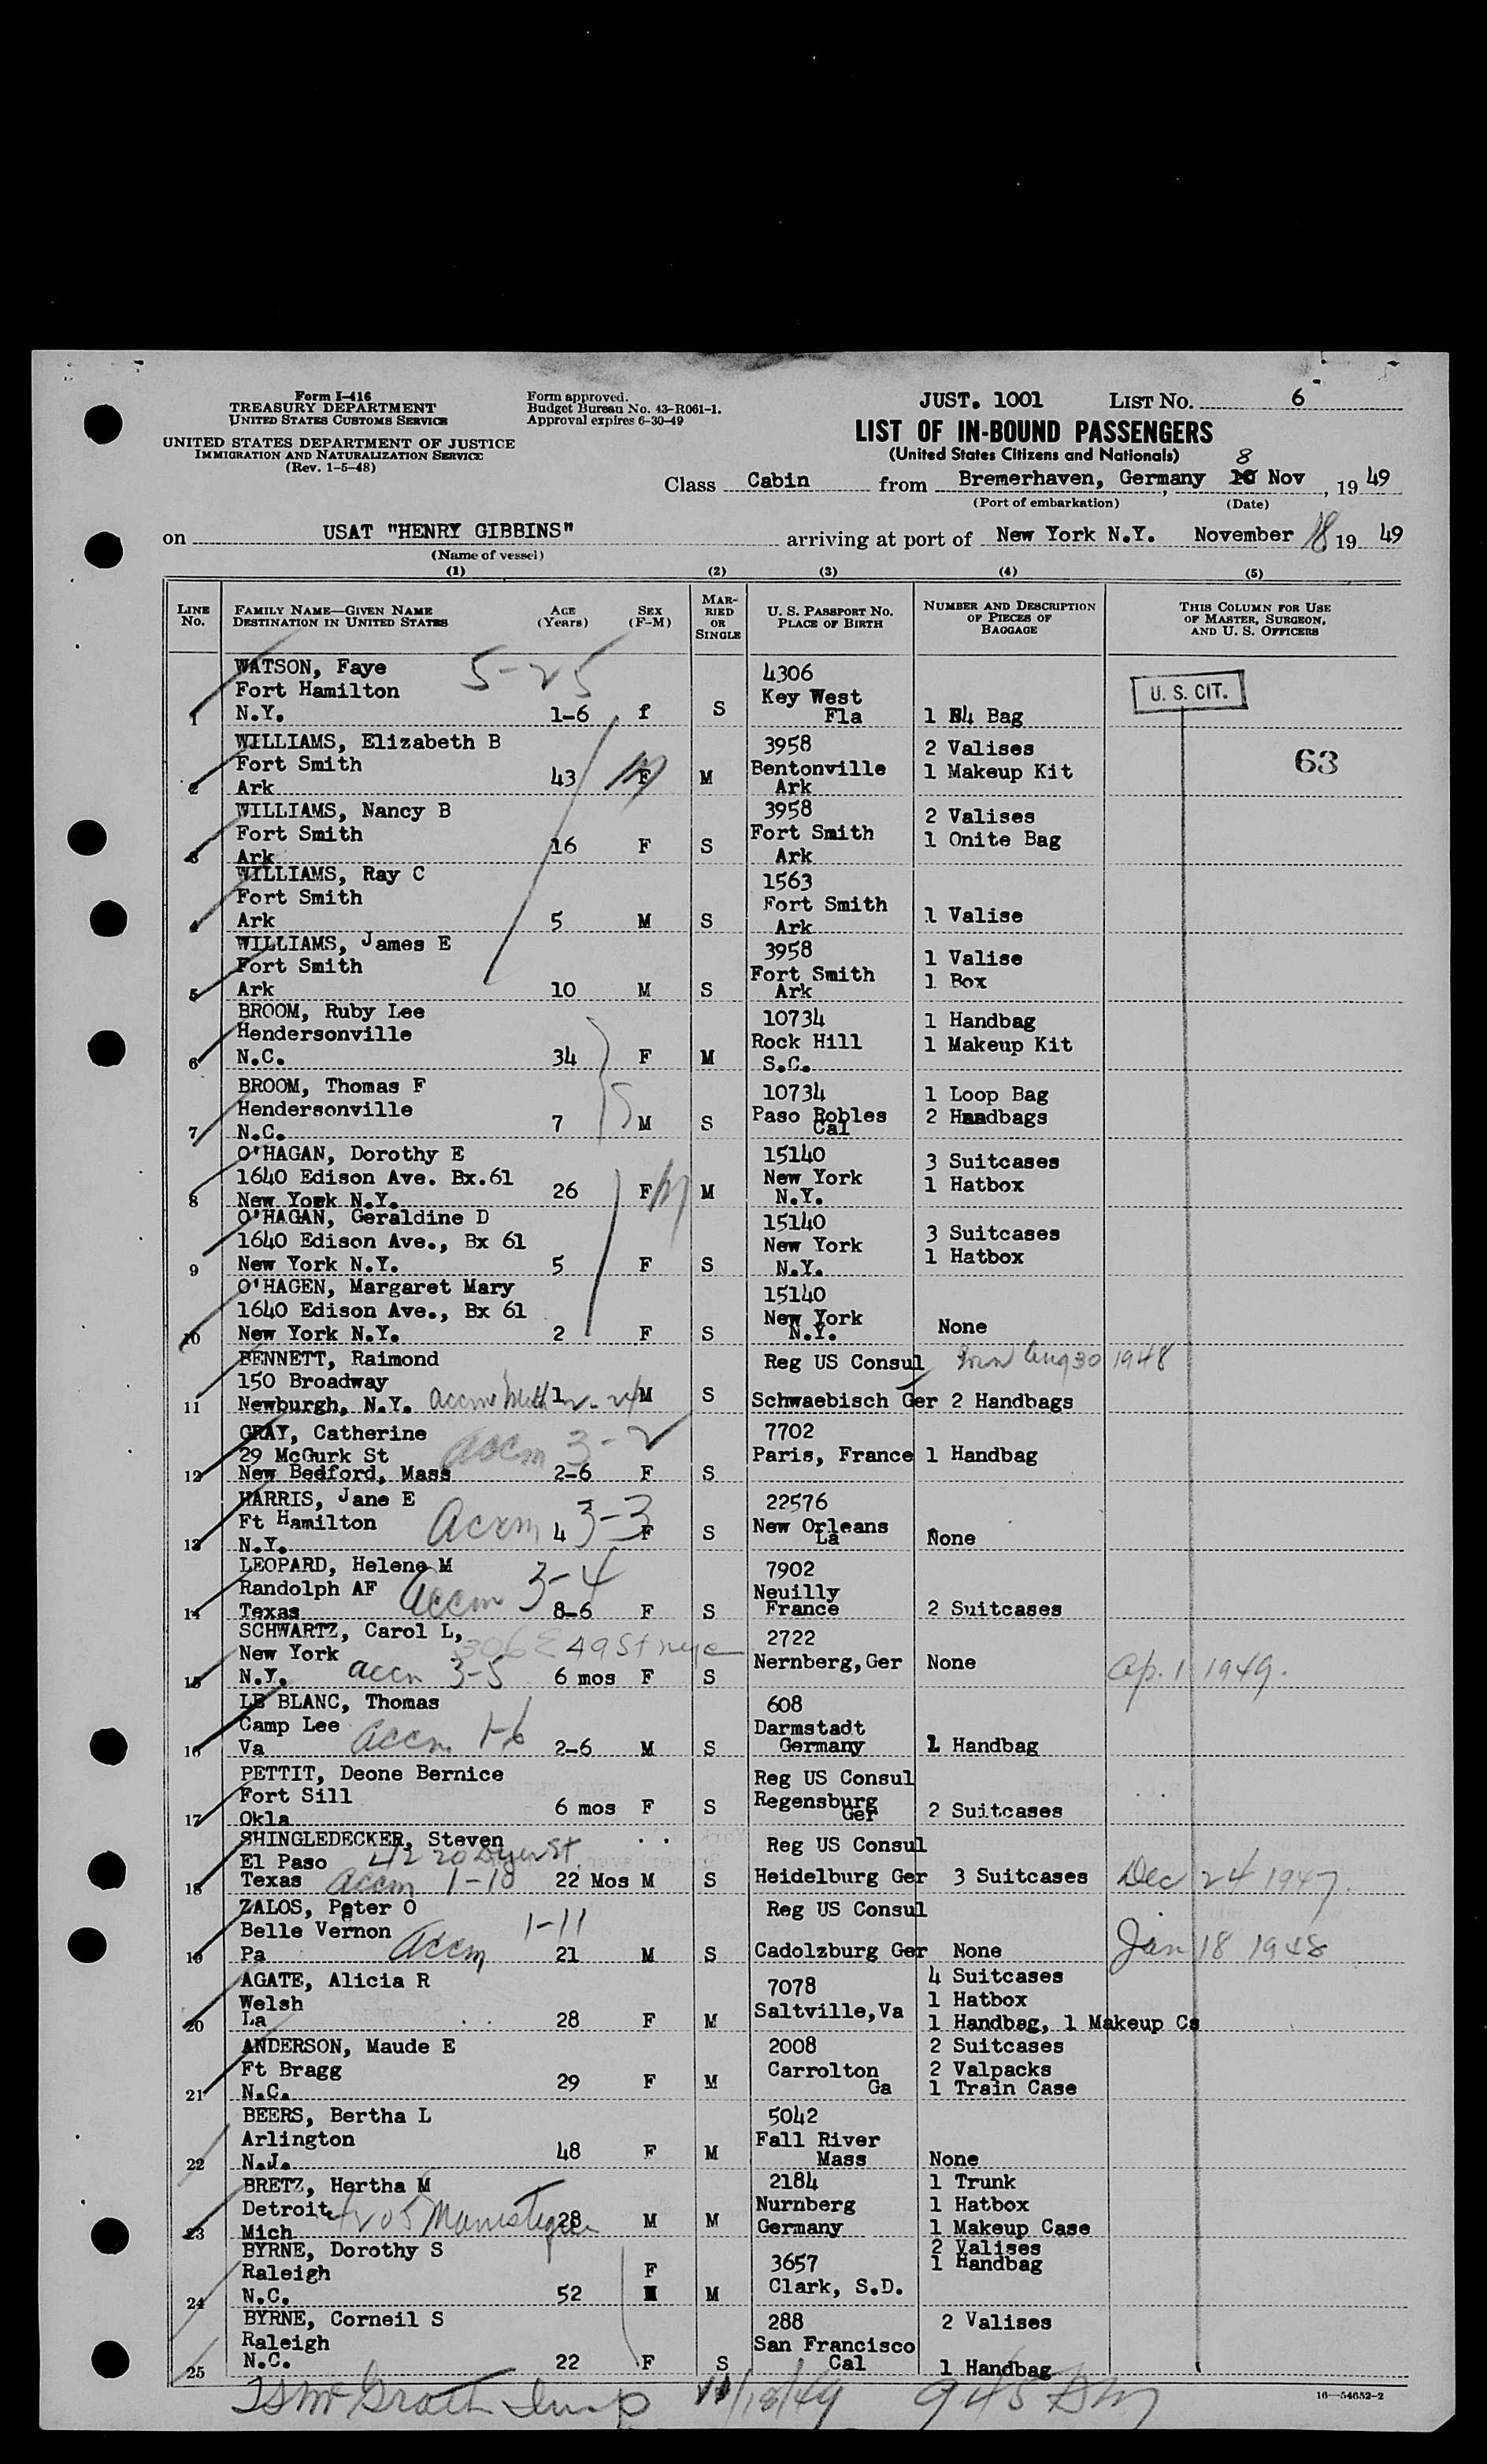 Form I-416
TREASURY DEPARTMENT
UNITED STATES CUSTOMS SERVICE
UNITED STATES DEPARTMENT OF JUSTICE
IMMIGRATION AND NATURALIZATION SERVICE
(Rev. 1-5-48)
Form approved.
Budget Bureau No. 43-R061-1.
Approval expires 6-30-49
JUST. 1001 LIST No. 6
LIST OF IN-BOUND PASSENGERS
(United States Citizens and Nationals)
8
Class Cabin from Bremerhaven, Germany, 10 Nov, 19 49
(Port of embarkation) (Date)
on USAT "HENRY GIBBINS" arriving at port of New York N.Y. November 18 19 49
(Name of vessel)
(1) (2) (3) (4) (5)
LINE No.
FAMILY NAME—GIVEN NAME
DESTINATION IN UNITED STATES
AGE (Years)
SEX (F-M)
MARRIED OR SINGLE
U. S. PASSPORT No.
PLACE OF BIRTH
NUMBER AND DESCRIPTION OF PIECES OF BAGGAGE
THIS COLUMN FOR USE OF MASTER, SURGEON, AND U. S. OFFICERS
WATSON, Faye 5-25 4306
Fort Hamilton Key West U. S. CIT.
1 N.Y. 1-6 f S Fla 1 B4 Bag
WILLIAMS, Elizabeth B 3958 2 Valises 63
Fort Smith Bentonville 1 Makeup Kit
2 Ark 43 F M Ark
WILLIAMS, Nancy B 3958 2 Valises
Fort Smith Fort Smith 1 Onite Bag
3 Ark 16 F S Ark
WILLIAMS, Ray C 1563
Fort Smith Fort Smith
4 Ark 5 M S Ark 1 Valise
WILLIAMS, James E 3958 1 Valise
Fort Smith Fort Smith 1 Box
5 Ark 10 M S Ark
BROOM, Ruby Lee 10734 1 Handbag
Hendersonville Rock Hill 1 Makeup Kit
6 N.C. 34 F M S.C.
BROOM, Thomas F 10734 1 Loop Bag
Hendersonville Paso Robles 2 Handbags
7 N.C. 7 M S Cal
O'HAGAN, Dorothy E 15140 3 Suitcases
1640 Edison Ave. Bx.61 New York 1 Hatbox
8 New York N.Y. 26 F M N.Y.
O'HAGAN, Geraldine D 15140 3 Suitcases
1640 Edison Ave., Bx 61 New York 1 Hatbox
9 New York N.Y. 5 F S N.Y.
O'HAGEN, Margaret Mary 15140
1640 Edison Ave., Bx 61 New York None
10 New York N.Y. 2 F S N.Y.
BENNETT, Raimond Reg US Consul born Aug 30 1948
150 Broadway
11 Newburgh, N.Y. 1 M S Schwaebisch Ger 2 Handbags
GRAY, Catherine 7702
29 McGurk St Accm 3-2 Paris, France 1 Handbag
12 New Bedford, Mass 2-6 F S
HARRIS, Jane E 22576
Ft Hamilton Accm 3-3 New Orleans
13 N.Y. 4 F S La None
LEOPARD, Helene M 7902
Randolph AF Accm 3-4 Neuilly
14 Texas 8-6 F S France 2 Suitcases
SCHWARTZ, Carol L, 306 E 49 St nyc 2722
New York Nernberg, Ger None
15 N.Y. accn 3-5 6 mos F S Ap. 1 1949.
LE BLANC, Thomas 608
Camp Lee Accm 1-6 Darmstadt
16 Va 2-6 M S Germany 1 Handbag
PETTIT, Deone Bernice Reg US Consul
Fort Sill Regensburg
17 Okla 6 mos F S Ger 2 Suitcases
SHINGLEDECKER, Steven Reg US Consul
El Paso 4220 Dyer St.
18 Texas Accm 1-10 22 Mos M S Heidelburg Ger 3 Suitcases Dec 24 1947.
ZALOS, Peter O Reg US Consul
Belle Vernon 1-11
19 Pa Accm 21 M S Cadolzburg Ger None Jan 18 1948
AGATE, Alicia R 7078 4 Suitcases
Welsh Saltville, Va 1 Hatbox
20 La 28 F M 1 Handbag, 1 Makeup Cs
ANDERSON, Maude E 2008 2 Suitcases
Ft Bragg Carrolton 2 Valpacks
21 N.C. 29 F M Ga 1 Train Case
BEERS, Bertha L 5042
Arlington Fall River
22 N.J. 48 F M Mass None
BRETZ, Hertha M 2184 1 Trunk
Detroit Nurnberg 1 Hatbox
23 Mich 28 M M Germany 1 Makeup Case
BYRNE, Dorothy S 2 Valises
Raleigh F 3657 1 Handbag
24 N.C. 52 M Clark, S.D.
BYRNE, Corneil S 288 2 Valises
Raleigh San Francisco
25 N.C. 22 F S Cal 1 Handbag
11/18/49 945 AM
16—54652-2